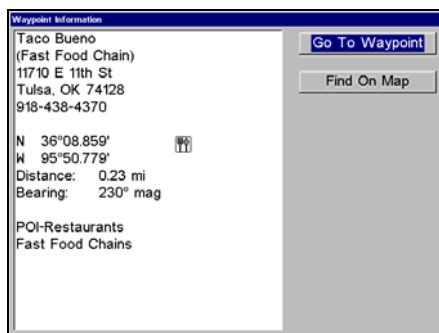 Waypoint Information
Taco Bueno
(Fast Food Chain)
11710 E 11th St
Tulsa, OK 74128
918-438-4370
N 36°08.859'
W 95°50.779'
Distance: 0.23 mi
Bearing: 230° mag
POI-Restaurants
Fast Food Chains
Go To Waypoint
Find On Map